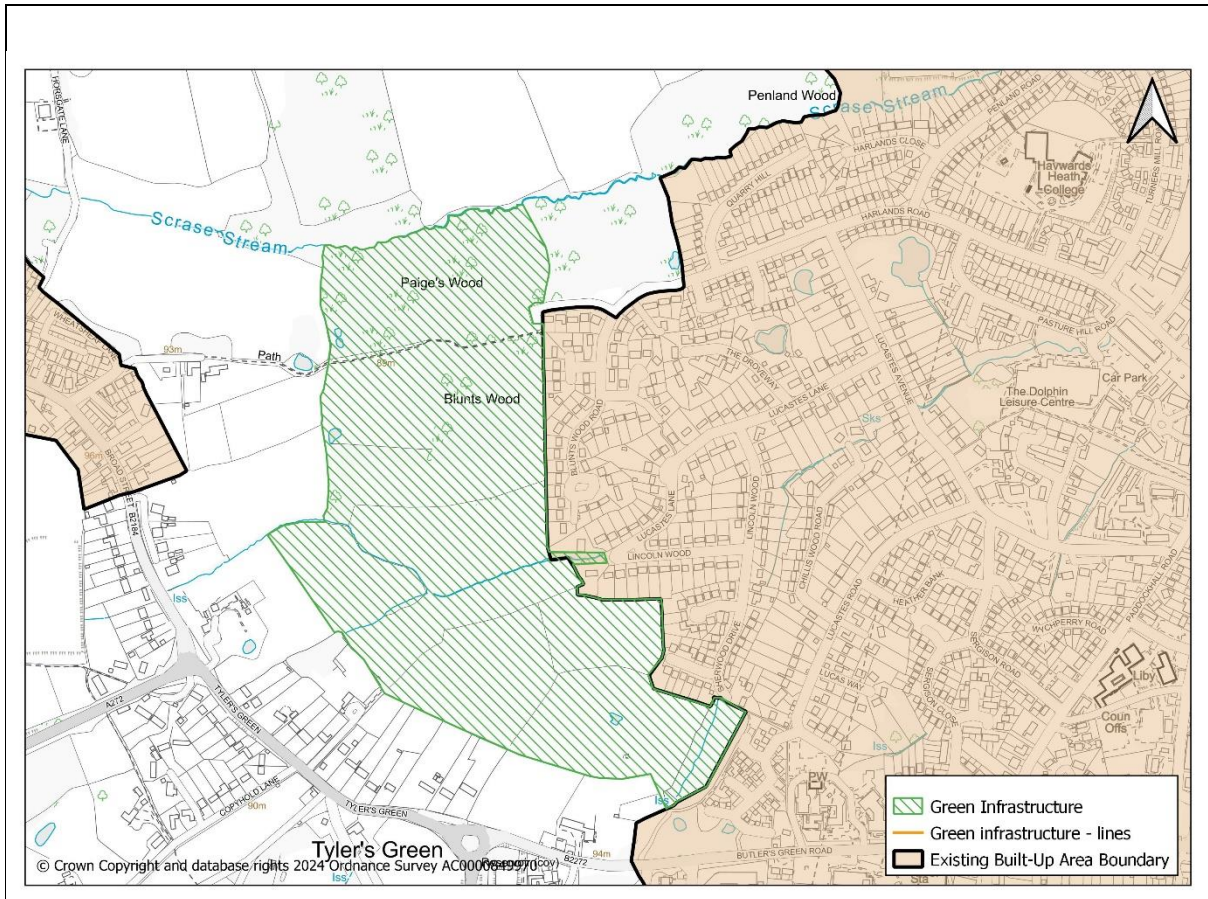 Penland Wood
Scrase Stream
HORSGATE LANE
PENLAND ROAD
HARLANDS CLOSE
Haywards
Heath
College
TURNERS MILL ROAD
QUARRY HILL
HARLANDS ROAD
Scrase Stream
Paige's Wood
PASTURE HILL ROAD
93m
Path
89m
THE DROVEWAY
LUCASTES AVENUE
Car Park
The Dolphin
Leisure Centre
Blunts Wood
LUCASTES LANE
BLUNTS WOOD ROAD
Sks
96m
BROAD STREET
B2184
LUCASTES LANE
LINCOLN WOOD
LINCOLN WOOD
CHILLIS WOOD ROAD
HEATHER BANK
PADDOCKHALL ROAD
Iss
LUCASTES ROAD
WYCHPERRY ROAD
SERGISON ROAD
SHERWOOD DRIVE
LUCAS WAY
SERGISON CLOSE
Liby
A272
TYLER'S GREEN
Coun
Offs
Iss
COPYHOLD LANE
90m
PW
Iss
TYLER'S GREEN
Tyler's Green
B2272
94m
BUTLER'S GREEN ROAD
Sta
Iss
Green Infrastructure
Green infrastructure - lines
Existing Built-Up Area Boundary
© Crown Copyright and database rights 2024 Ordnance Survey AC0000849970